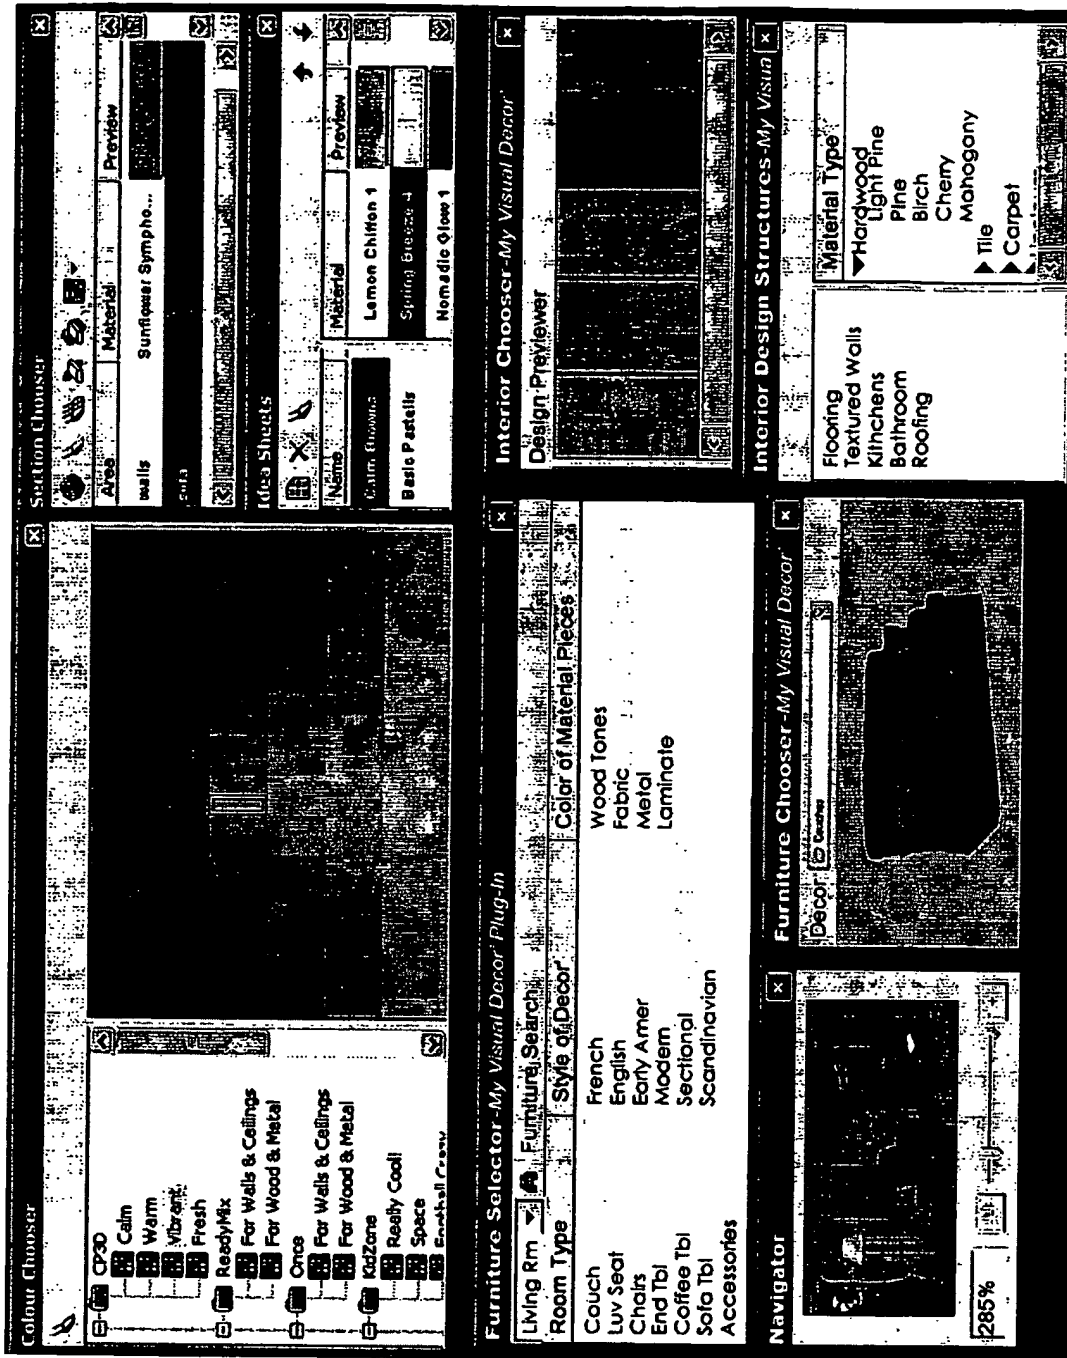 Colour Chooser
CP3D
Calm
Warm
Vibrant
Fresh
ReadyMix
For Walls & Ceilings
For Wood & Metal
Once
For Walls & Ceilings
For Wood & Metal
KidZone
Really Cool!
Space
Football Crazy
Section Chooser
Area
Material
Preview
walls
Sunflower Sympho...
sofa
Idea Sheets
Name
Material
Preview
Calm Browns
Basic Pastells
Lemon Chiffon 1
Spring Breeze 4
Nomadic Glow 1
Furniture Selector-My Visual Decor Plug-In
Living Rm
Furniture Search
Room Type
Style of Decor
Color of Material Pieces
Couch
Luv Seat
Chairs
End Tbl
Coffee Tbl
Sofa Tbl
Accessories
French
English
Early Amer
Modern
Sectional
Scandinavian
Wood Tones
Fabric
Metal
Laminate
Interior Chooser-My Visual Decor
Design Previewer
Navigator
285%
Furniture Chooser-My Visual Decor
Decor
Couches
Interior Design Structures-My Visua
Flooring
Textured Walls
Kithchens
Bathroom
Roofing
Material Type
Hardwood
Light Pine
Pine
Birch
Cherry
Mahogany
Tile
Carpet